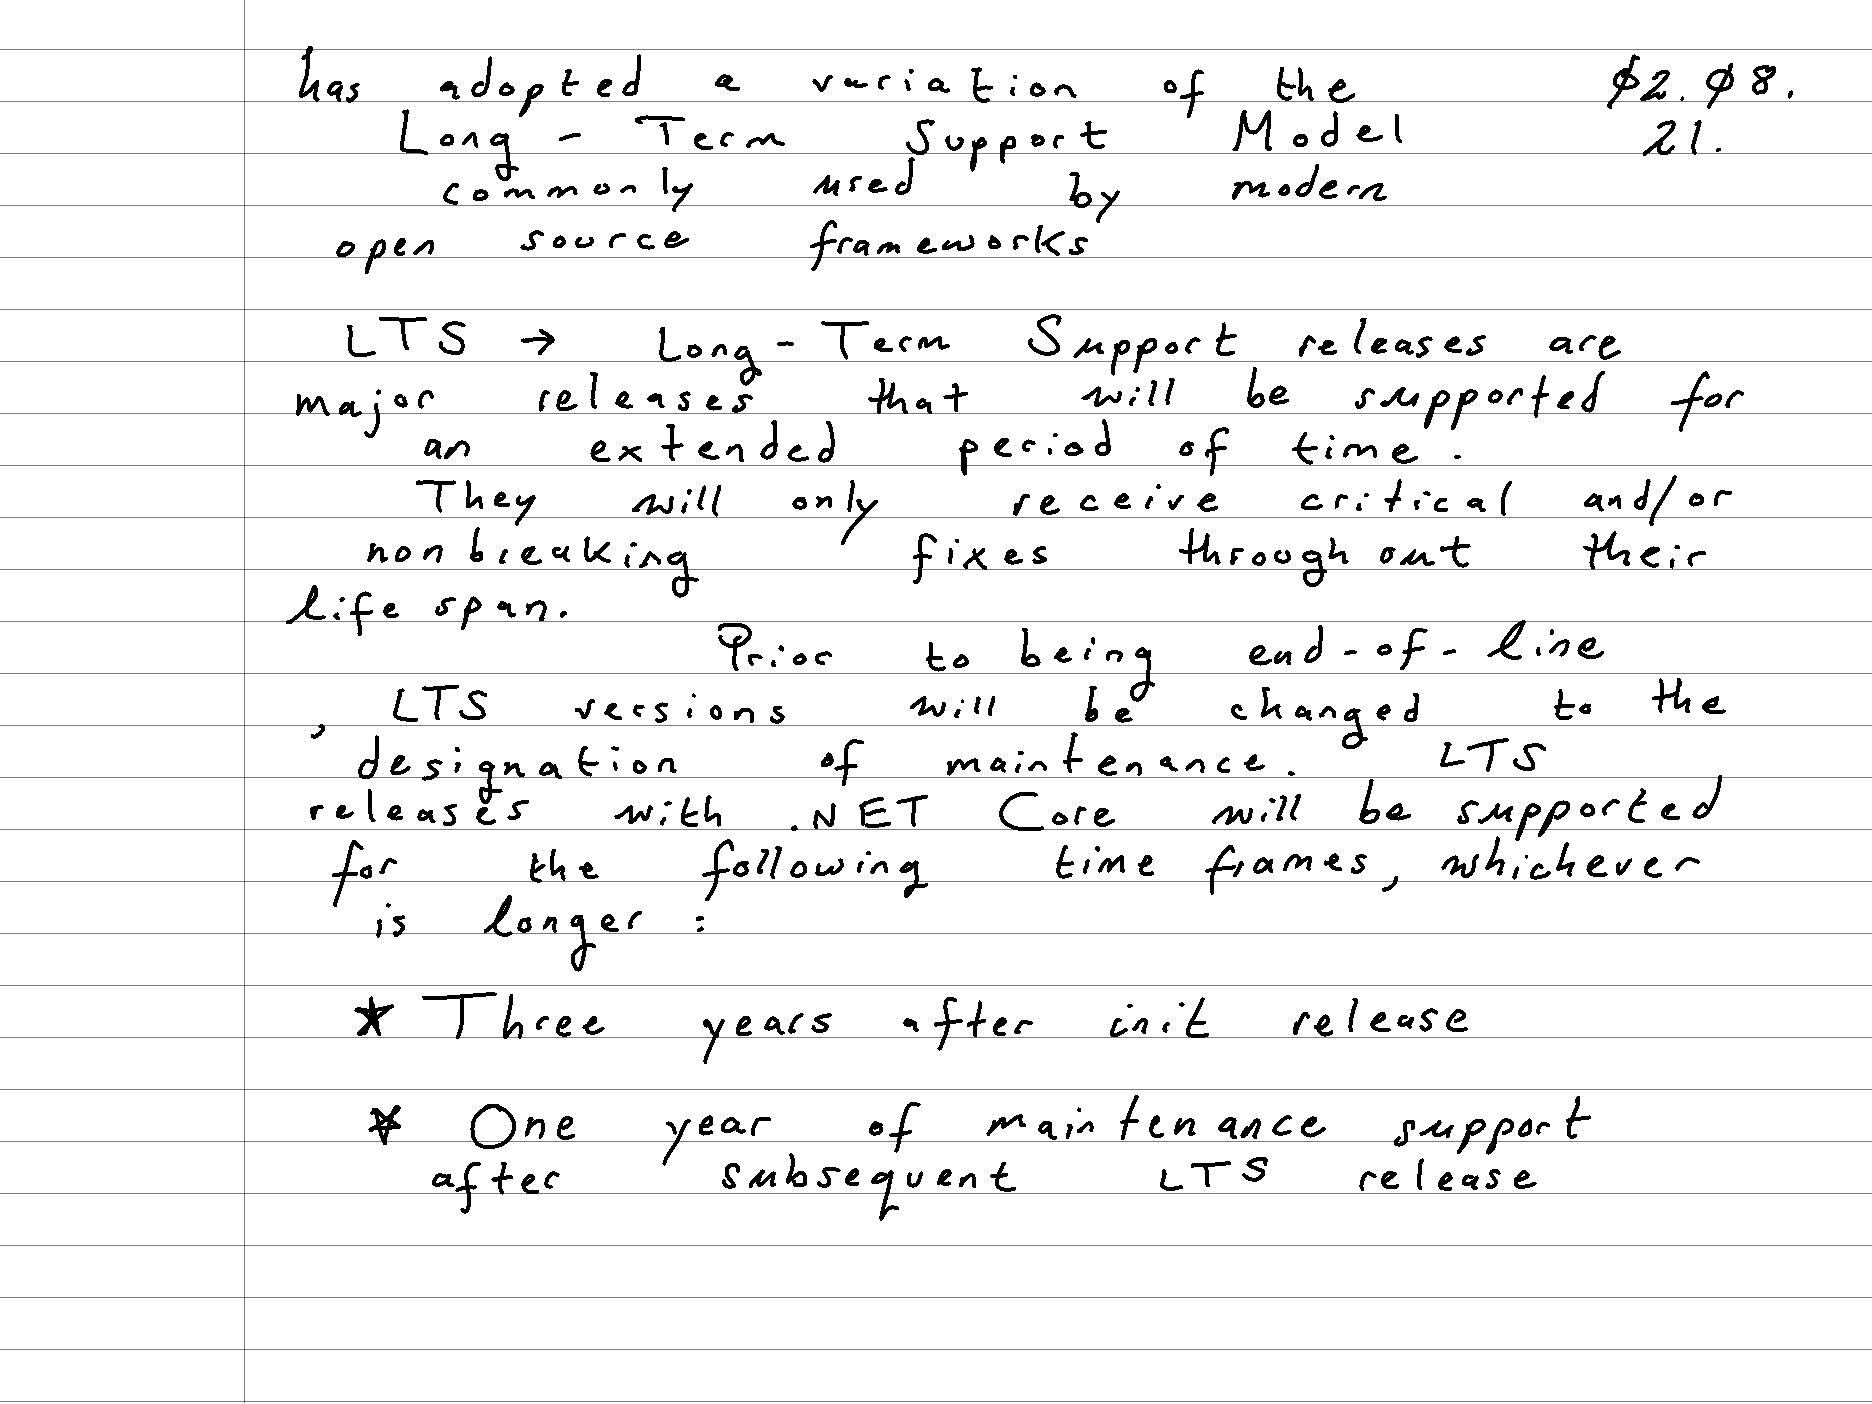 has adopted a variation of the 02.08.
Long - Term Support Model 21.
commonly used by modern
open source frameworks
LTS → Long - Term Support releases are
major releases that will be supported for
an extended period of time.
They will only receive critical and/or
nonbreaking fixes throughout their
life span.
Prior to being end-of-line
, LTS versions will be changed to the
designation of maintenance. LTS
releases with .NET Core will be supported
for the following time frames, whichever
is longer :
* Three years after init release
* One year of maintenance support
after subsequent LTS release